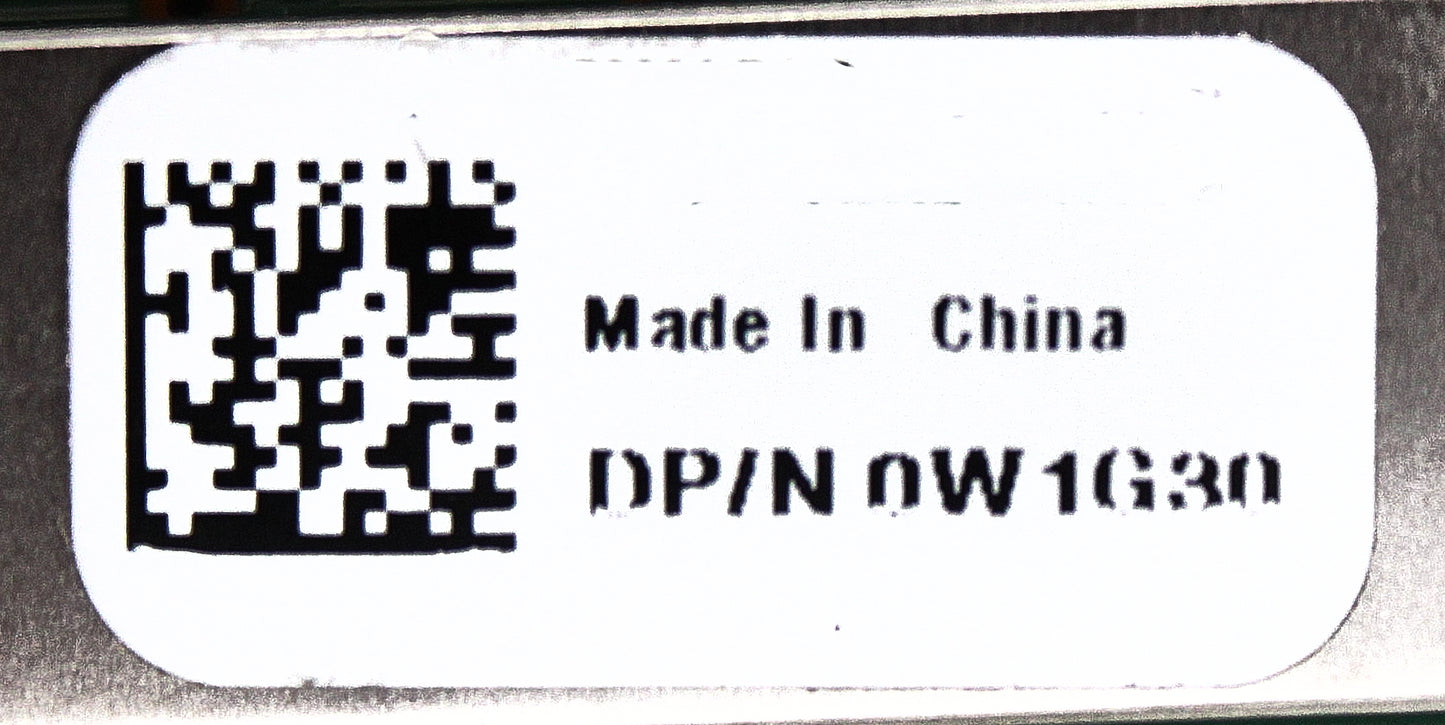 Made In China
DP/N 0W1G30